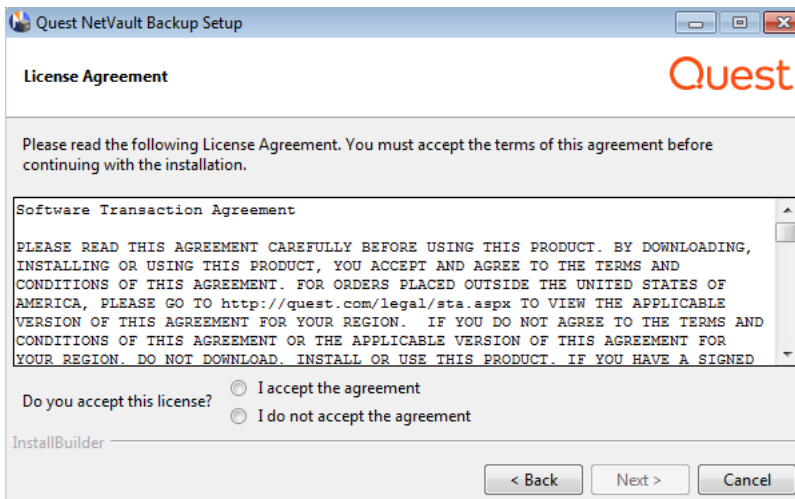 Quest NetVault Backup Setup
License Agreement
Quest
Please read the following License Agreement. You must accept the terms of this agreement before
continuing with the installation.
Software Transaction Agreement
PLEASE READ THIS AGREEMENT CAREFULLY BEFORE USING THIS PRODUCT. BY DOWNLOADING,
INSTALLING OR USING THIS PRODUCT, YOU ACCEPT AND AGREE TO THE TERMS AND
CONDITIONS OF THIS AGREEMENT. FOR ORDERS PLACED OUTSIDE THE UNITED STATES OF
AMERICA, PLEASE GO TO http://quest.com/legal/sta.aspx TO VIEW THE APPLICABLE
VERSION OF THIS AGREEMENT FOR YOUR REGION.  IF YOU DO NOT AGREE TO THE TERMS AND
CONDITIONS OF THIS AGREEMENT OR THE APPLICABLE VERSION OF THIS AGREEMENT FOR
YOUR REGION, DO NOT DOWNLOAD, INSTALL OR USE THIS PRODUCT. IF YOU HAVE A SIGNED
Do you accept this license?
I accept the agreement
I do not accept the agreement
InstallBuilder
< Back
Next >
Cancel